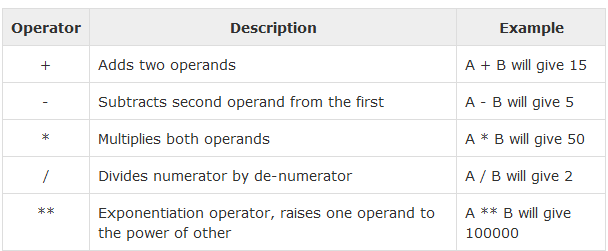 Operator Description Example
+ Adds two operands A + B will give 15
- Subtracts second operand from the first A - B will give 5
* Multiplies both operands A * B will give 50
/ Divides numerator by de-numerator A / B will give 2
** Exponentiation operator, raises one operand to A ** B will give
the power of other 100000